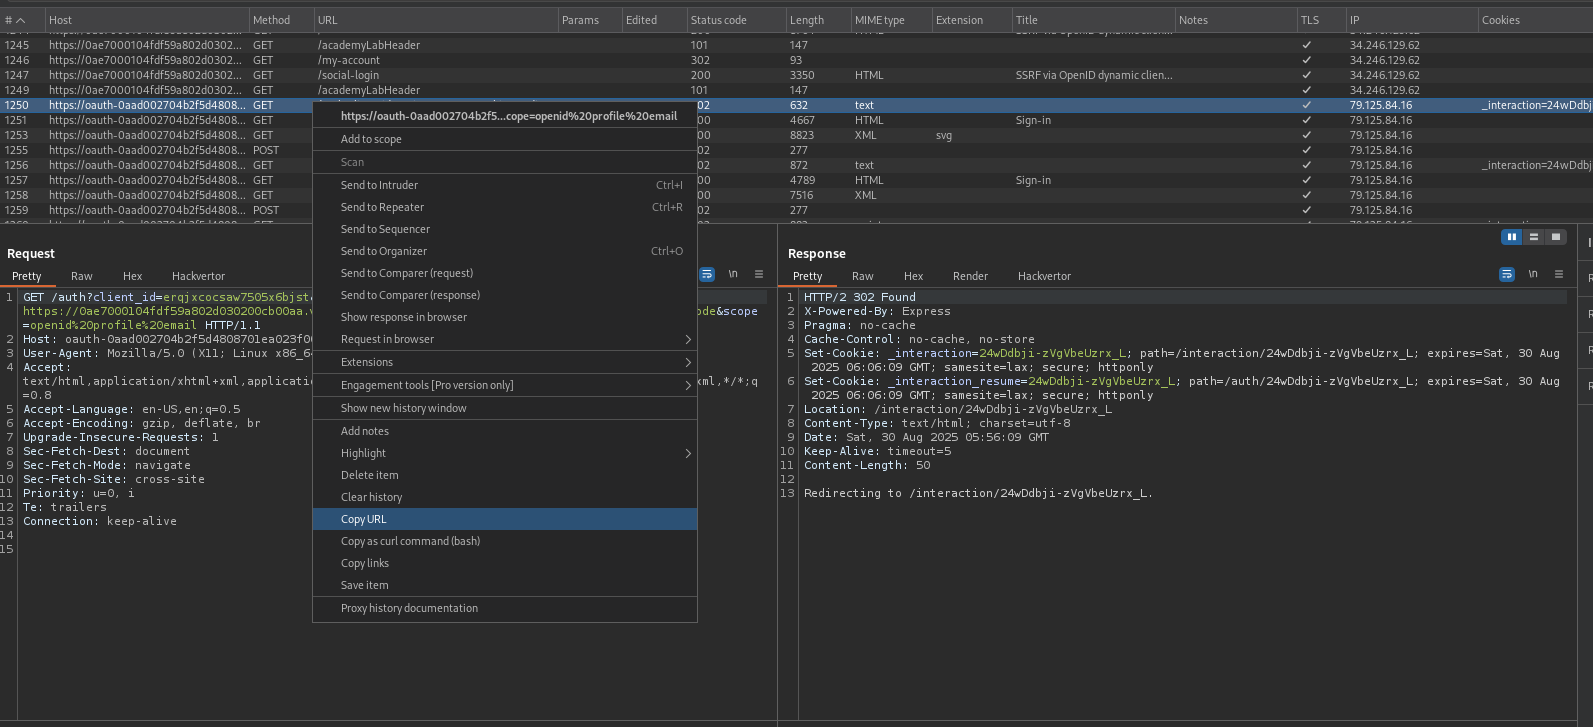 # Host Method URL Params Edited Status code Length MIME type Extension Title Notes TLS IP Cookies
1245 https://0ae7000104fdf59a802d0302... GET /academyLabHeader 101 147 34.246.129.62
1246 https://0ae7000104fdf59a802d0302... GET /my-account 302 93 34.246.129.62
1247 https://0ae7000104fdf59a802d0302... GET /social-login 200 3350 HTML SSRF via OpenID dynamic clien... 34.246.129.62
1249 https://0ae7000104fdf59a802d0302... GET /academyLabHeader 101 147 34.246.129.62
1250 https://oauth-0aad002704b2f5d4808... GET 02 632 text 79.125.84.16 _interaction=24wDdbj
1251 https://oauth-0aad002704b2f5d4808... GET 00 4667 HTML Sign-in 79.125.84.16
1253 https://oauth-0aad002704b2f5d4808... GET 00 8823 XML svg 79.125.84.16
1255 https://oauth-0aad002704b2f5d4808... POST 02 277 79.125.84.16
1256 https://oauth-0aad002704b2f5d4808... GET 02 872 text 79.125.84.16 _interaction=24wDdbj
1257 https://oauth-0aad002704b2f5d4808... GET 00 4789 HTML Sign-in 79.125.84.16
1258 https://oauth-0aad002704b2f5d4808... GET 00 7516 XML 79.125.84.16
1259 https://oauth-0aad002704b2f5d4808... POST 02 277 79.125.84.16
https://oauth-0aad002704b2f5...cope=openid%20profile%20email
Add to scope
Scan
Send to Intruder Ctrl+I
Send to Repeater Ctrl+R
Send to Sequencer
Send to Organizer Ctrl+O
Send to Comparer (request)
Send to Comparer (response)
Show response in browser
Request in browser
Extensions
Engagement tools [Pro version only]
Show new history window
Add notes
Highlight
Delete item
Clear history
Copy URL
Copy as curl command (bash)
Copy links
Save item
Proxy history documentation
Request
Pretty Raw Hex Hackvertor \n
1 GET /auth?client_id=erqjxcocsaw7505x6bjst
https://0ae7000104fdf59a802d030200cb00aa. de&scope
=openid%20profile%20email HTTP/1.1
2 Host: oauth-0aad002704b2f5d4808701ea023f0
3 User-Agent: Mozilla/5.0 (X11; Linux x86_6
4 Accept:
text/html,application/xhtml+xml,applicatio ml,*/*;q
=0.8
5 Accept-Language: en-US,en;q=0.5
6 Accept-Encoding: gzip, deflate, br
7 Upgrade-Insecure-Requests: 1
8 Sec-Fetch-Dest: document
9 Sec-Fetch-Mode: navigate
10 Sec-Fetch-Site: cross-site
11 Priority: u=0, i
12 Te: trailers
13 Connection: keep-alive
14
15
Response
Pretty Raw Hex Render Hackvertor \n
1 HTTP/2 302 Found
2 X-Powered-By: Express
3 Pragma: no-cache
4 Cache-Control: no-cache, no-store
5 Set-Cookie: _interaction=24wDdbji-zVgVbeUzrx_L; path=/interaction/24wDdbji-zVgVbeUzrx_L; expires=Sat, 30 Aug
2025 06:06:09 GMT; samesite=lax; secure; httponly
6 Set-Cookie: _interaction_resume=24wDdbji-zVgVbeUzrx_L; path=/auth/24wDdbji-zVgVbeUzrx_L; expires=Sat, 30 Aug
2025 06:06:09 GMT; samesite=lax; secure; httponly
7 Location: /interaction/24wDdbji-zVgVbeUzrx_L
8 Content-Type: text/html; charset=utf-8
9 Date: Sat, 30 Aug 2025 05:56:09 GMT
10 Keep-Alive: timeout=5
11 Content-Length: 50
12
13 Redirecting to /interaction/24wDdbji-zVgVbeUzrx_L.